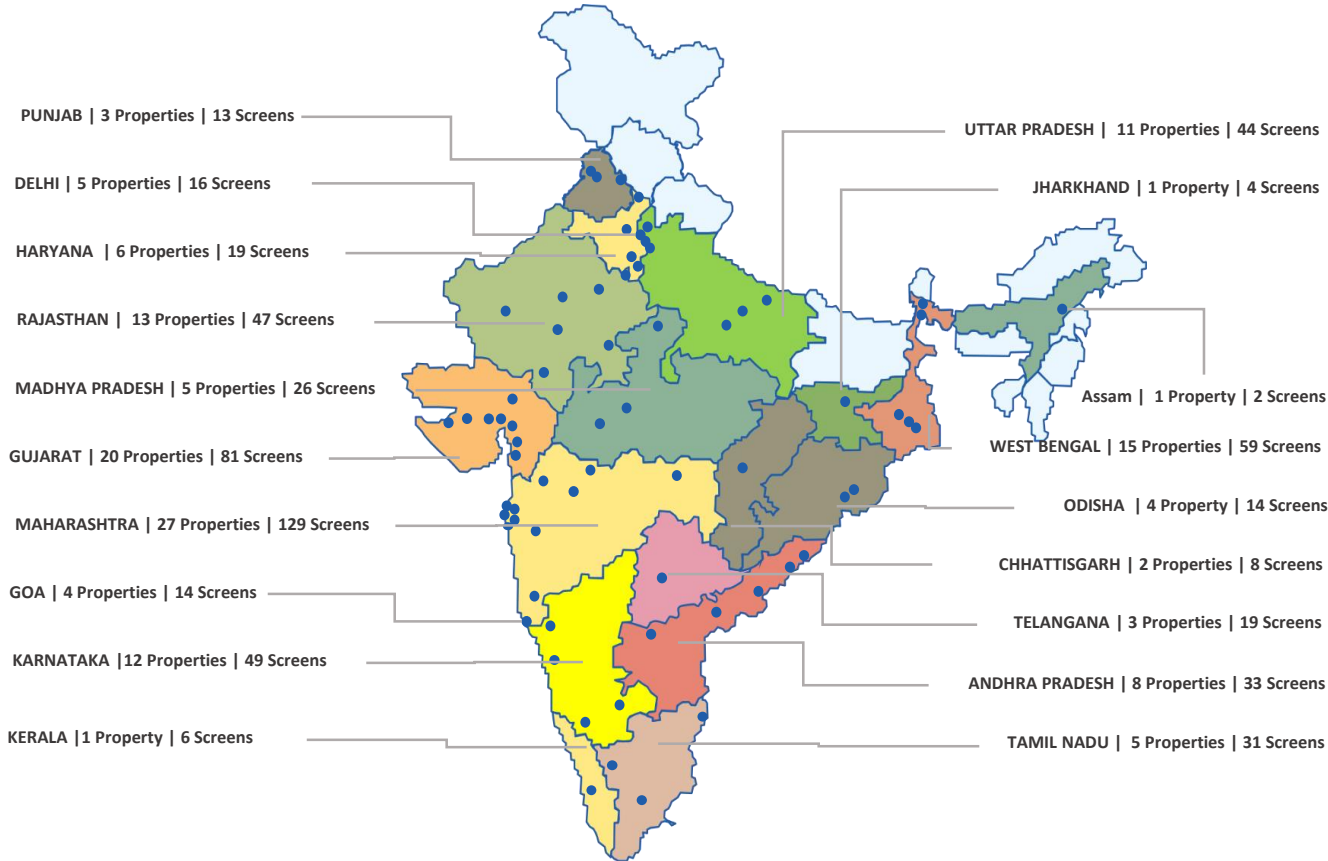 PUNJAB | 3 Properties | 13 Screens
DELHI | 5 Properties | 16 Screens
HARYANA | 6 Properties | 19 Screens
RAJASTHAN | 13 Properties | 47 Screens
MADHYA PRADESH | 5 Properties | 26 Screens
GUJARAT | 20 Properties | 81 Screens
MAHARASHTRA | 27 Properties | 129 Screens
GOA | 4 Properties | 14 Screens
KARNATAKA |12 Properties | 49 Screens
KERALA |1 Property | 6 Screens
UTTAR PRADESH | 11 Properties | 44 Screens
JHARKHAND | 1 Property | 4 Screens
Assam | 1 Property | 2 Screens
WEST BENGAL | 15 Properties | 59 Screens
ODISHA | 4 Property | 14 Screens
CHHATTISGARH | 2 Properties | 8 Screens
TELANGANA | 3 Properties | 19 Screens
ANDHRA PRADESH | 8 Properties | 33 Screens
TAMIL NADU | 5 Properties | 31 Screens